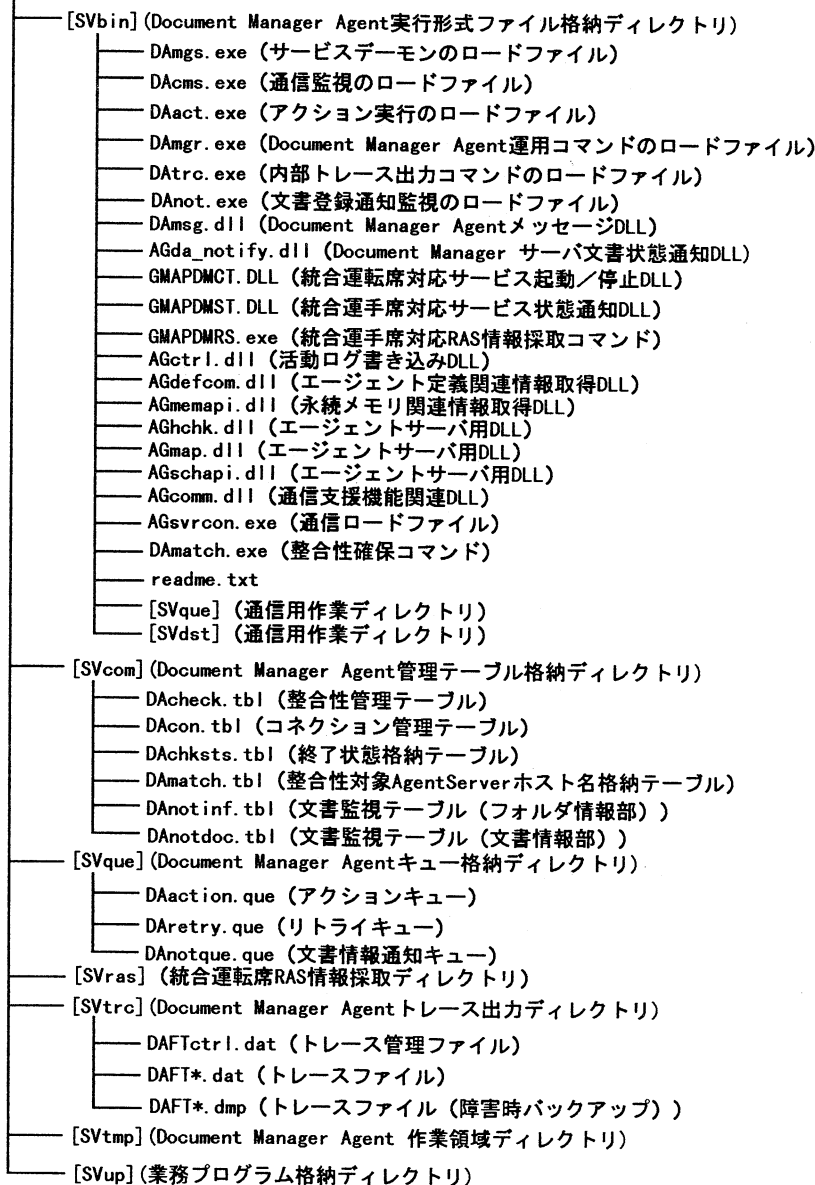 [SVbin](Document Manager Agent実行形式ファイル格納ディレクトリ)
DAmgs.exe (サービスデーモンのロードファイル)
DAcms.exe (通信監視のロードファイル)
DAact.exe (アクション実行のロードファイル)
DAmgr.exe (Document Manager Agent運用コマンドのロードファイル)
DAtrc.exe (内部トレース出力コマンドのロードファイル)
DAnot.exe (文書登録通知監視のロードファイル)
DAmsg.dll (Document Manager AgentメッセージDLL)
AGda_notify.dll (Document Manager サーバ文書状態通知DLL)
GMAPDMCT.DLL (統合運転席対応サービス起動/停止DLL)
GMAPDMST.DLL (統合運手席対応サービス状態通知DLL)
GMAPDMRS.exe (統合運手席対応RAS情報採取コマンド)
AGctrl.dll (活動ログ書き込みDLL)
AGdefcom.dll (エージェント定義関連情報取得DLL)
AGmemapi.dll (永続メモリ関連情報取得DLL)
AGhchk.dll (エージェントサーバ用DLL)
AGmap.dll (エージェントサーバ用DLL)
AGschapi.dll (エージェントサーバ用DLL)
AGcomm.dll (通信支援機能関連DLL)
AGsvrcon.exe (通信ロードファイル)
DAmatch.exe (整合性確保コマンド)
readme.txt
[SVque] (通信用作業ディレクトリ)
[SVdst] (通信用作業ディレクトリ)
[SVcom](Document Manager Agent管理テーブル格納ディレクトリ)
DAcheck.tbl (整合性管理テーブル)
DAcon.tbl (コネクション管理テーブル)
DAchksts.tbl (終了状態格納テーブル)
DAmatch.tbl (整合性対象AgentServerホスト名格納テーブル)
DAnotinf.tbl (文書監視テーブル(フォルダ情報部))
DAnotdoc.tbl (文書監視テーブル(文書情報部))
[SVque](Document Manager Agentキュー格納ディレクトリ)
DAaction.que (アクションキュー)
DAretry.que (リトライキュー)
DAnotque.que (文書情報通知キュー)
[SVras] (統合運転席RAS情報採取ディレクトリ)
[SVtrc](Document Manager Agentトレース出力ディレクトリ)
DAFTctrl.dat (トレース管理ファイル)
DAFT*.dat (トレースファイル)
DAFT*.dmp (トレースファイル(障害時バックアップ))
[SVtmp](Document Manager Agent 作業領域ディレクトリ)
[SVup](業務プログラム格納ディレクトリ)